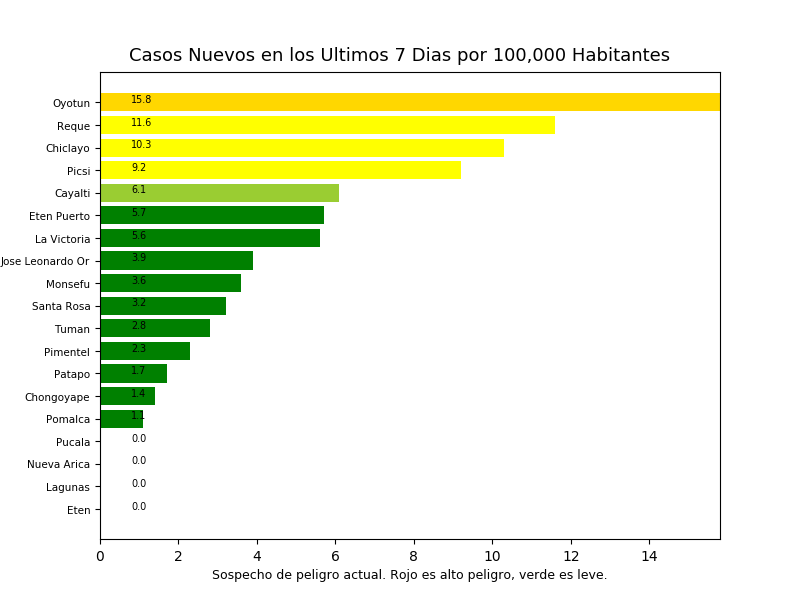 Casos Nuevos en los Ultimos 7 Dias por 100,000 Habitantes
Oyotun 15.8
Reque 11.6
Chiclayo 10.3
Picsi 9.2
Cayalti 6.1
Eten Puerto 5.7
La Victoria 5.6
Jose Leonardo Or 3.9
Monsefu 3.6
Santa Rosa 3.2
Tuman 2.8
Pimentel 2.3
Patapo 1.7
Chongoyape 1.4
Pomalca 1.1
Pucala 0.0
Nueva Arica 0.0
Lagunas 0.0
Eten 0.0
0 2 4 6 8 10 12 14
Sospecho de peligro actual. Rojo es alto peligro, verde es leve.